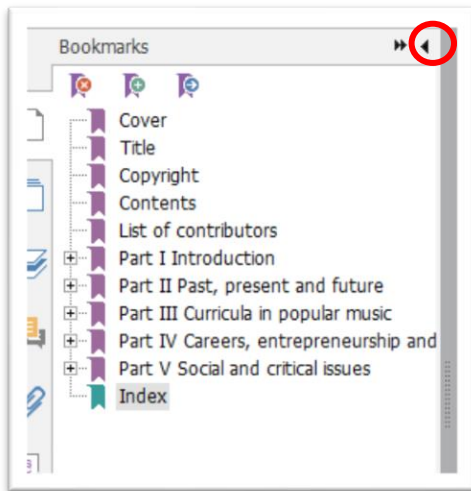 Bookmarks
Cover
Title
Copyright
Contents
List of contributors
Part I Introduction
Part II Past, present and future
Part III Curricula in popular music
Part IV Careers, entrepreneurship and
Part V Social and critical issues
Index